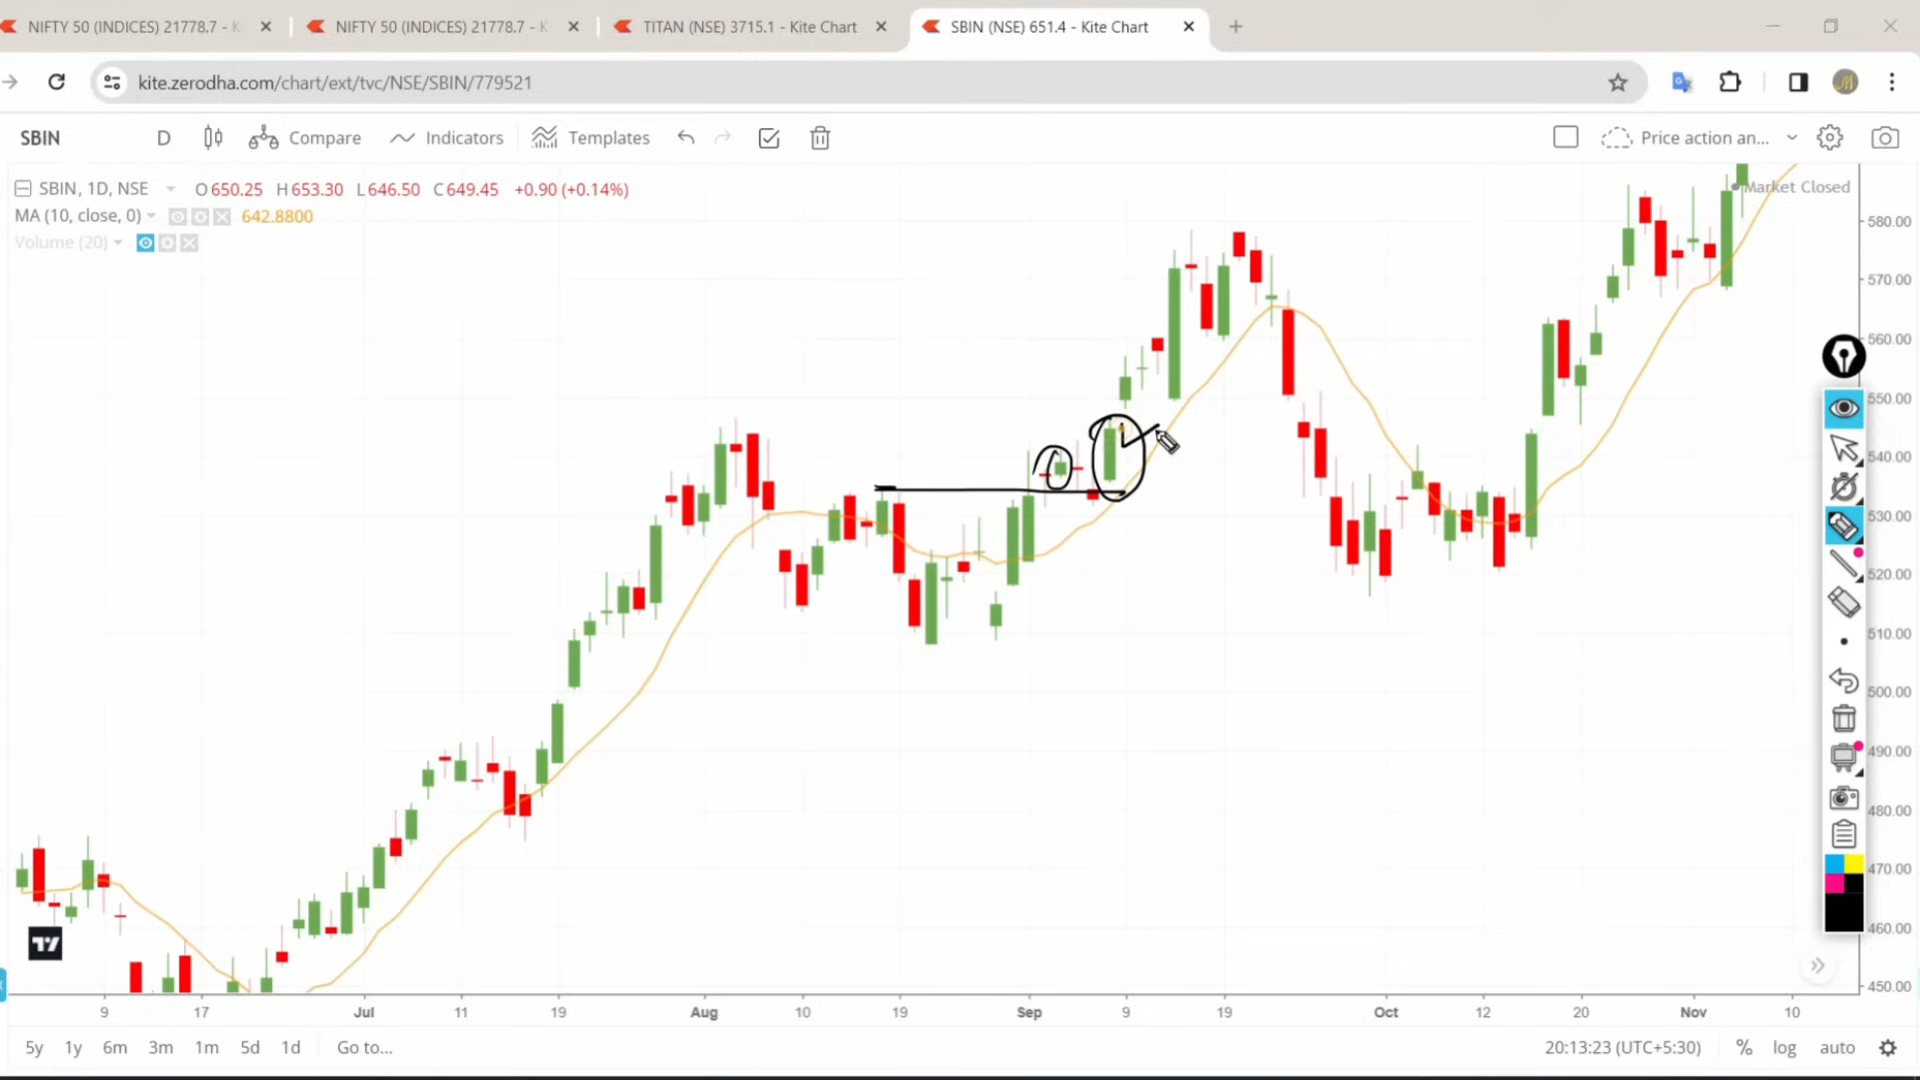 NIFTY 50 (INDICES) 21778.7 - K
NIFTY 50 (INDICES) 21778.7 - K
TITAN (NSE) 3715.1 - Kite Chart
SBIN (NSE) 651.4 - Kite Chart
kite.zerodha.com/chart/ext/tvc/NSE/SBIN/779521
SBIN D Compare Indicators Templates Price action an...
SBIN, 1D, NSE O650.25 H653.30 L646.50 C649.45 +0.90 (+0.14%)
Market Closed
MA (10, close, 0) 642.8800
Volume (20)
580.00
570.00
560.00
550.00
540.00
530.00
520.00
510.00
500.00
490.00
480.00
470.00
460.00
450.00
9 17 Jul 11 19 Aug 10 19 Sep 9 19 Oct 12 20 Nov 10
5y 1y 6m 3m 1m 5d 1d Go to... 20:13:23 (UTC+5:30) % log auto